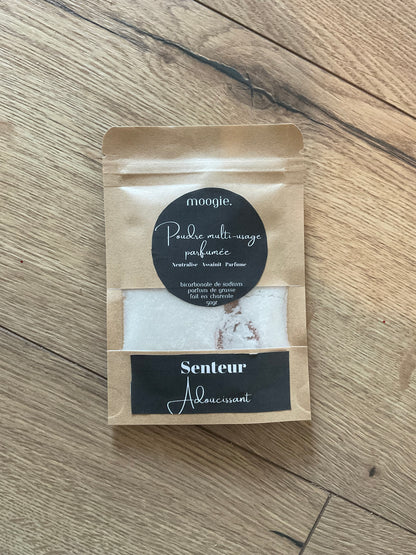 moogie.
Poudre multi-usage
parfumée
Neutralise Assainit Parfume
bicarbonate de sodium
parfum de grasse
fait en charente
50gr
Senteur
Adoucissant